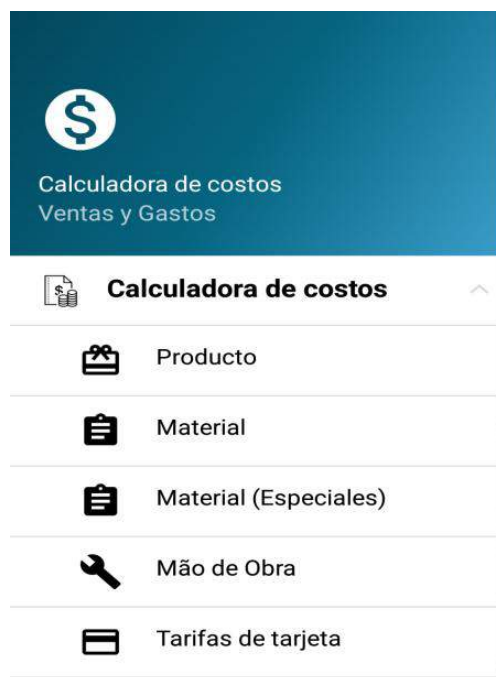 $
Calculadora de costos
Ventas y Gastos
Calculadora de costos
Producto
Material
Material (Especiales)
Mão de Obra
Tarifas de tarjeta